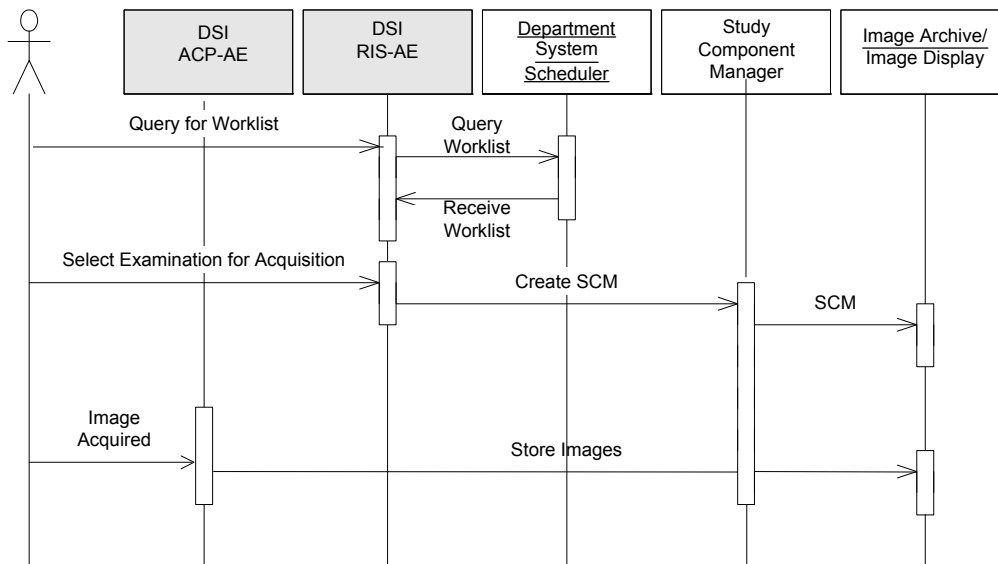 DSI
ACP-AE
DSI
RIS-AE
Department
System
Scheduler
Study
Component
Manager
Image Archive/
Image Display
Query for Worklist
Query
Worklist
Receive
Worklist
Select Examination for Acquisition
Create SCM
SCM
Image
Acquired
Store Images